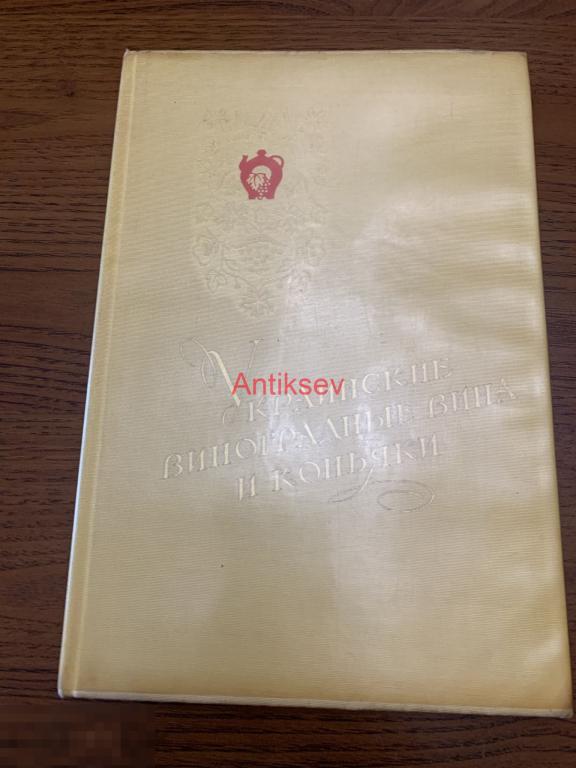 Украинские
виноградные вина
и коньяки
Antiksev